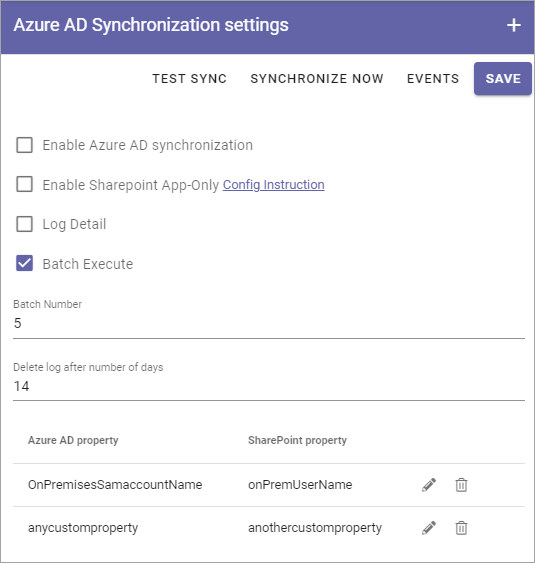 Azure AD Synchronization settings
TEST SYNC SYNCHRONIZE NOW EVENTS SAVE
Enable Azure AD synchronization
Enable Sharepoint App-Only Config Instruction
Log Detail
Batch Execute
Batch Number
5
Delete log after number of days
14
Azure AD property SharePoint property
OnPremisesSamaccountName onPremUserName
anycustomproperty anothercustomproperty